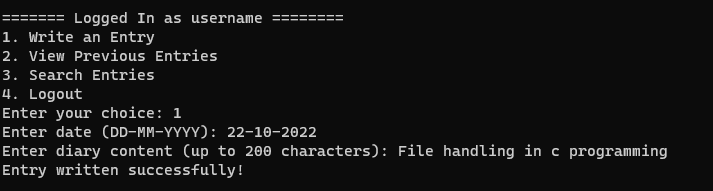 ======= Logged In as username ========
1. Write an Entry
2. View Previous Entries
3. Search Entries
4. Logout
Enter your choice: 1
Enter date (DD-MM-YYYY): 22-10-2022
Enter diary content (up to 200 characters): File handling in c programming
Entry written successfully!